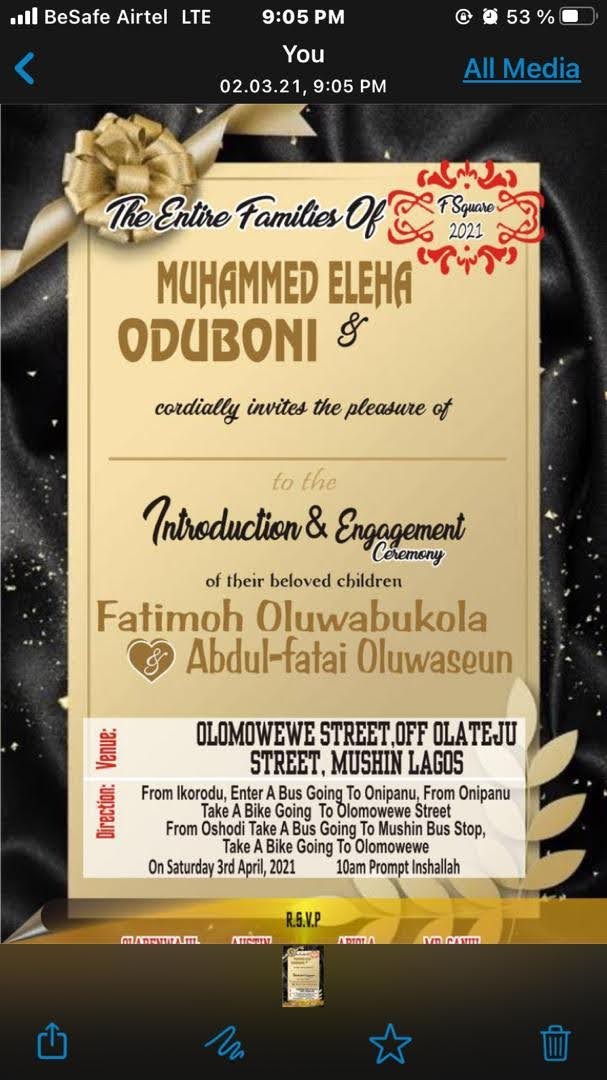 BeSafe Airtel LTE 9:05 PM 53 %
You
02.03.21, 9:05 PM
All Media
The Entire Families Of
F Square
2021
MUHAMMED ELEHA
ODUBONI &
cordially invites the pleasure of
to the
Introduction & Engagement
Ceremony
of their beloved children
Fatimoh Oluwabukola
& Abdul-fatai Oluwaseun
Venue:
OLOMOWEWE STREET,OFF OLATEJU
STREET, MUSHIN LAGOS
Direction:
From Ikorodu, Enter A Bus Going To Onipanu, From Onipanu
Take A Bike Going To Olomowewe Street
From Oshodi Take A Bus Going To Mushin Bus Stop,
Take A Bike Going To Olomowewe
On Saturday 3rd April, 2021 10am Prompt Inshallah
R.S.V.P